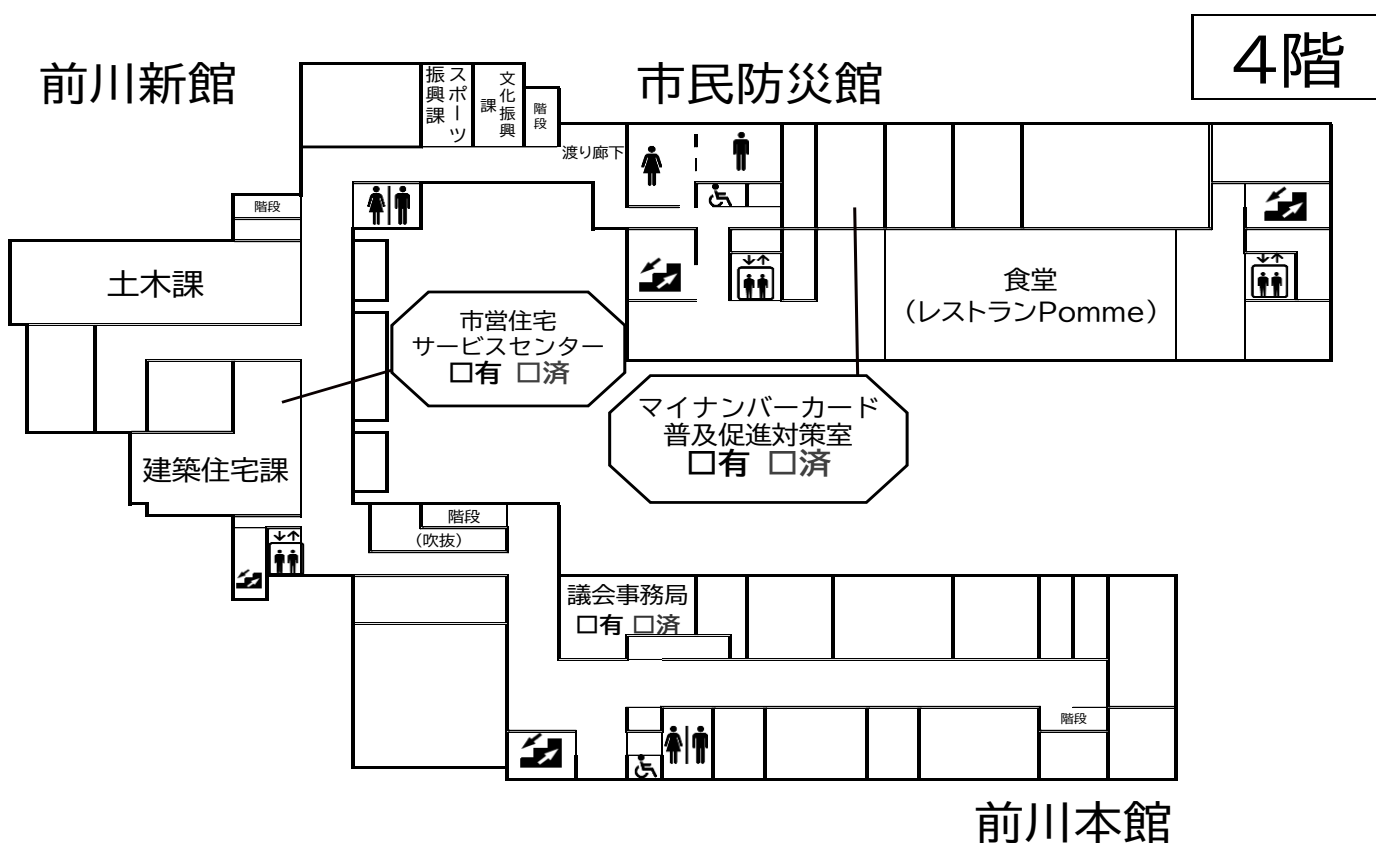 4階
前川新館
市民防災館
スポーツ
振興課
文化振興
課
階段
渡り廊下
階段
土木課
食堂
（レストランPomme）
市営住宅
サービスセンター
□有 □済
マイナンバーカード
普及促進対策室
□有 □済
建築住宅課
階段
（吹抜）
議会事務局
□有 □済
階段
前川本館